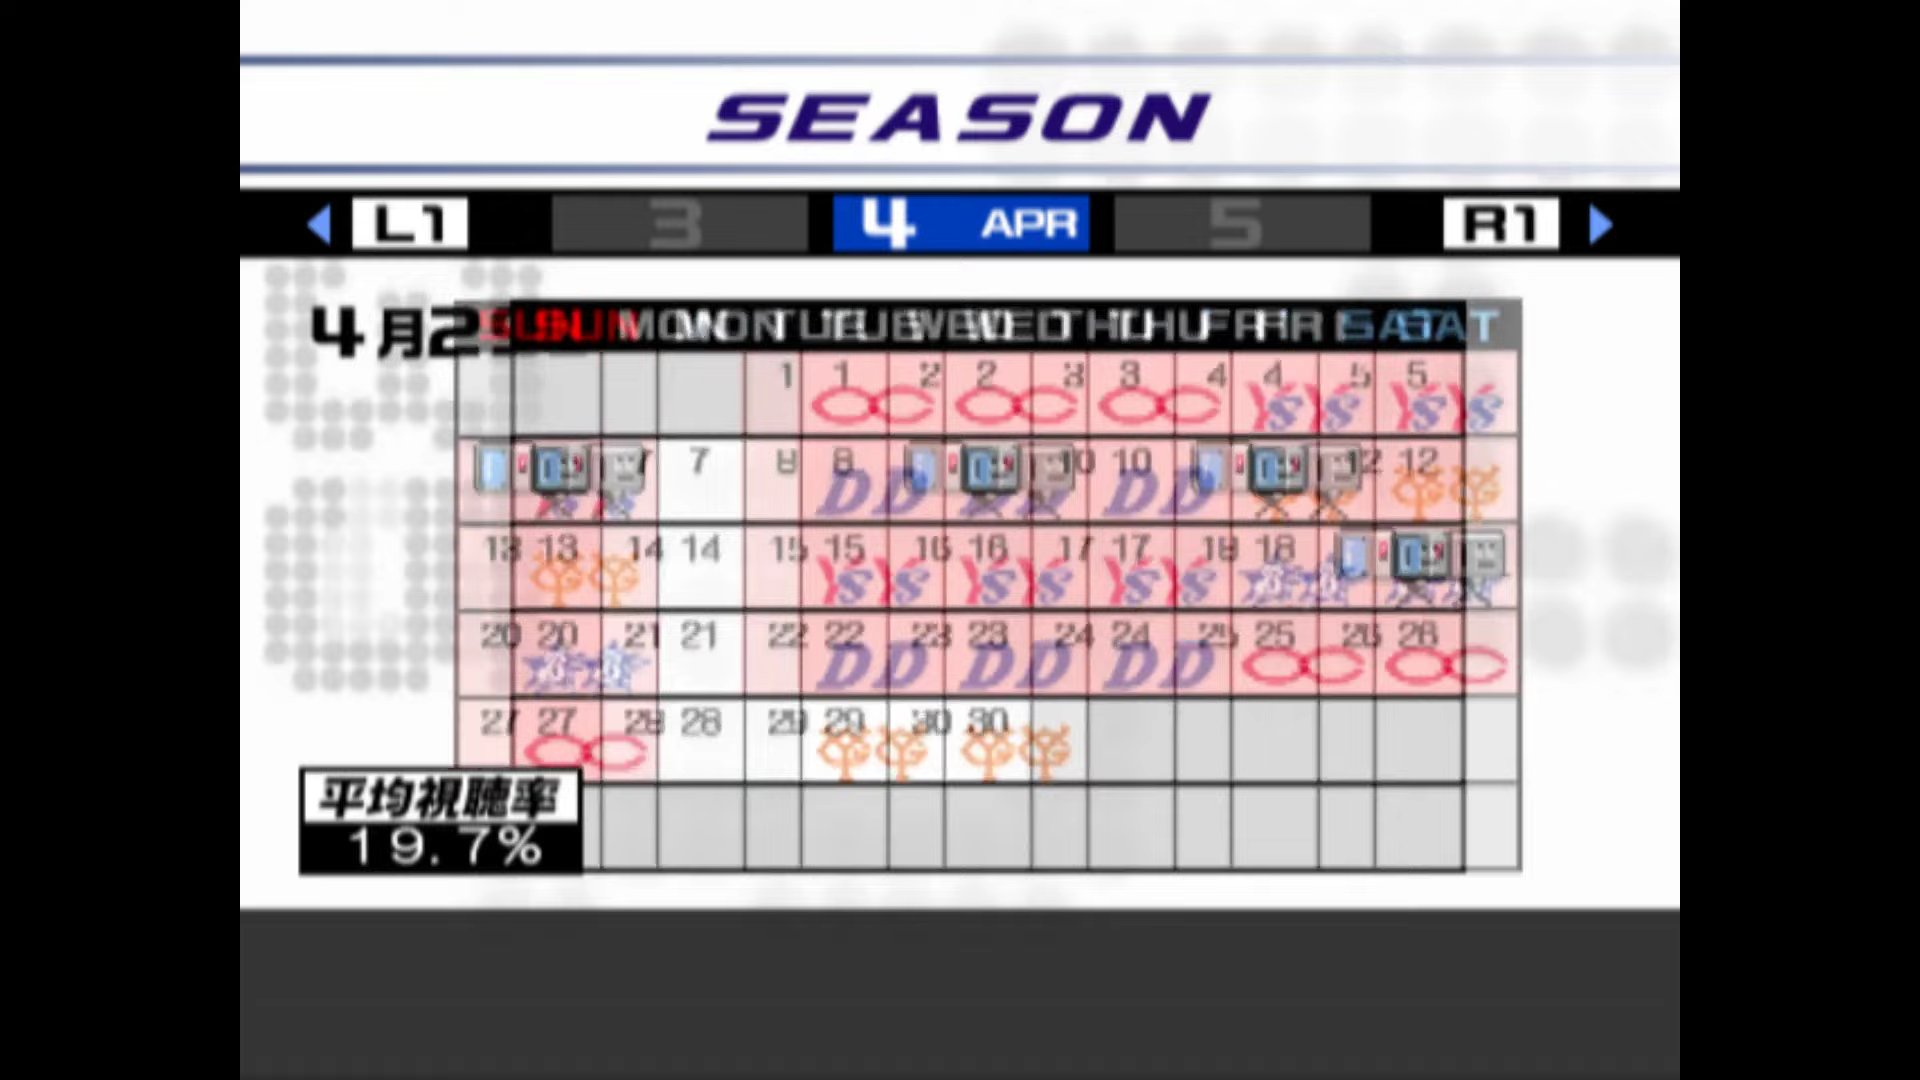 SEASON
L1 3 4 APR 5 R1
4月2
SUN MON TUE WED THU FRI SAT
1 2 3 4 5
7 8 10 12
13 14 15 16 17 18
20 21 22 23 24 25 26
27 28 29 30
平均視聴率
19.7%